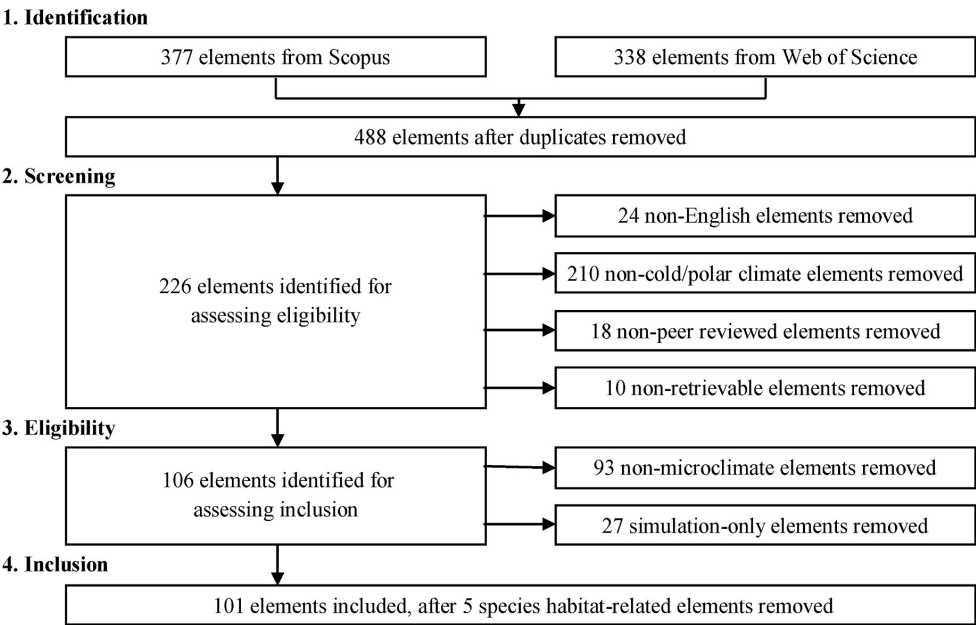 1. Identification
377 elements from Scopus
338 elements from Web of Science
488 elements after duplicates removed
2. Screening
226 elements identified for
assessing eligibility
24 non-English elements removed
210 non-cold/polar climate elements removed
18 non-peer reviewed elements removed
10 non-retrievable elements removed
3. Eligibility
106 elements identified for
assessing inclusion
93 non-microclimate elements removed
27 simulation-only elements removed
4. Inclusion
101 elements included, after 5 species habitat-related elements removed